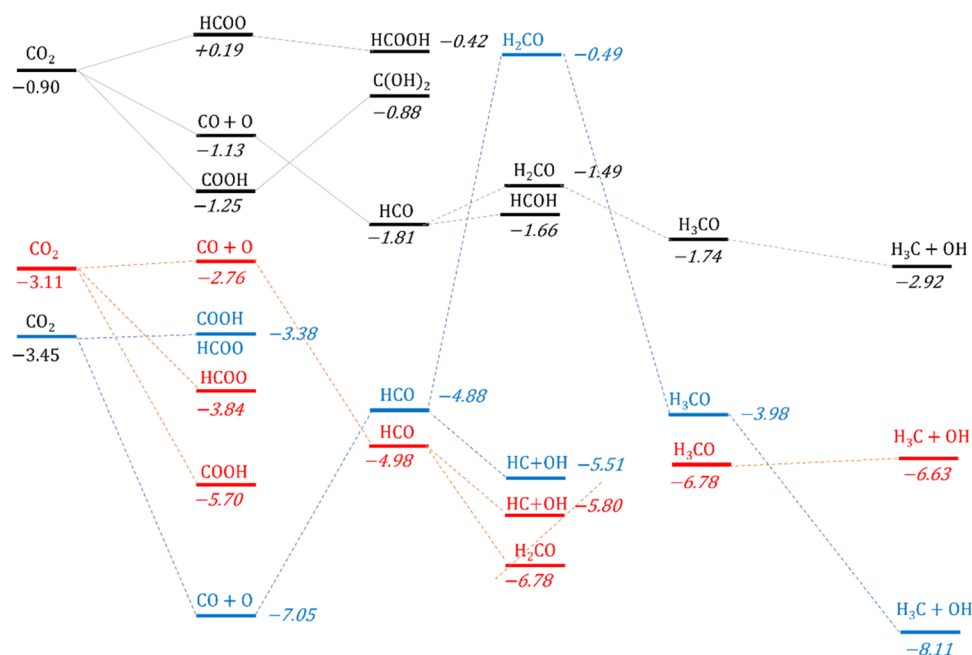 HCOO
+0.19
HCOOH −0.42
H₂CO −0.49
CO₂
−0.90
C(OH)₂
−0.88
CO + O
−1.13
COOH
−1.25
HCO
−1.81
H₂CO −1.49
HCOH
−1.66
H₃CO
−1.74
H₃C + OH
−2.92
CO₂
−3.11
CO + O
−2.76
CO₂
−3.45
COOH −3.38
HCOO
HCOO
−3.84
HCO −4.88
H₃CO −3.98
HCO
−4.98
COOH
−5.70
HC+OH −5.51
HC+OH −5.80
H₂CO
−6.78
H₃CO
−6.78
H₃C + OH
−6.63
CO + O −7.05
H₃C + OH
−8.11